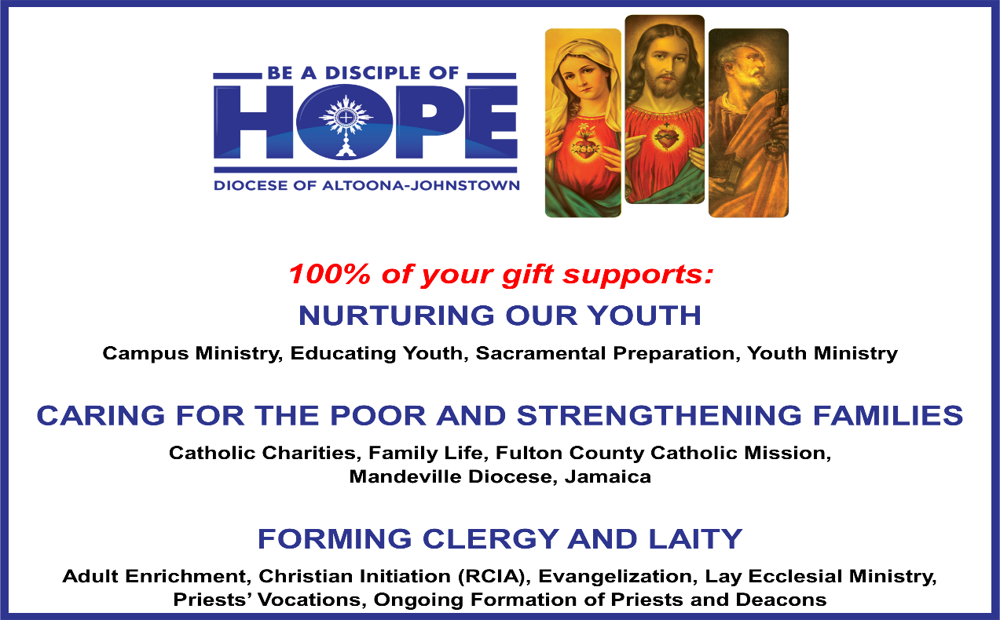 BE A DISCIPLE OF
HOPE
DIOCESE OF ALTOONA-JOHNSTOWN
100% of your gift supports:
NURTURING OUR YOUTH
Campus Ministry, Educating Youth, Sacramental Preparation, Youth Ministry
CARING FOR THE POOR AND STRENGTHENING FAMILIES
Catholic Charities, Family Life, Fulton County Catholic Mission,
Mandeville Diocese, Jamaica
FORMING CLERGY AND LAITY
Adult Enrichment, Christian Initiation (RCIA), Evangelization, Lay Ecclesial Ministry,
Priests’ Vocations, Ongoing Formation of Priests and Deacons